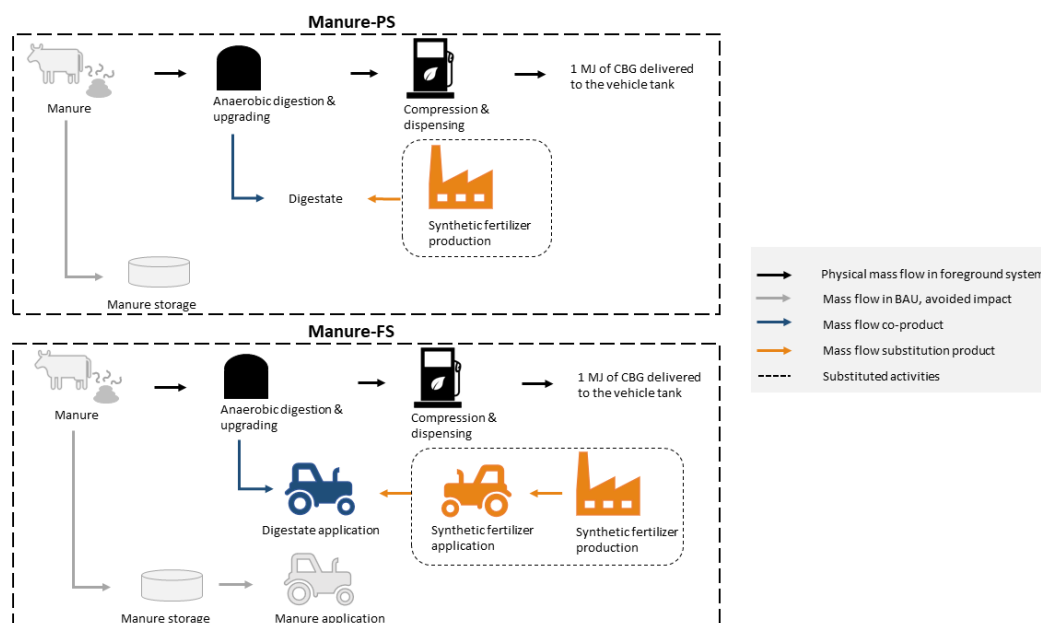 Manure-PS
1 MJ of CBG delivered
to the vehicle tank
Manure
Anaerobic digestion &
upgrading
Compression &
dispensing
Digestate
Synthetic fertilizer
production
Manure storage
Physical mass flow in foreground system
Mass flow in BAU, avoided impact
Mass flow co-product
Mass flow substitution product
Substituted activities
Manure-FS
1 MJ of CBG delivered
to the vehicle tank
Manure
Anaerobic digestion &
upgrading
Compression &
dispensing
Digestate application
Synthetic fertilizer
application
Synthetic fertilizer
production
Manure storage
Manure application